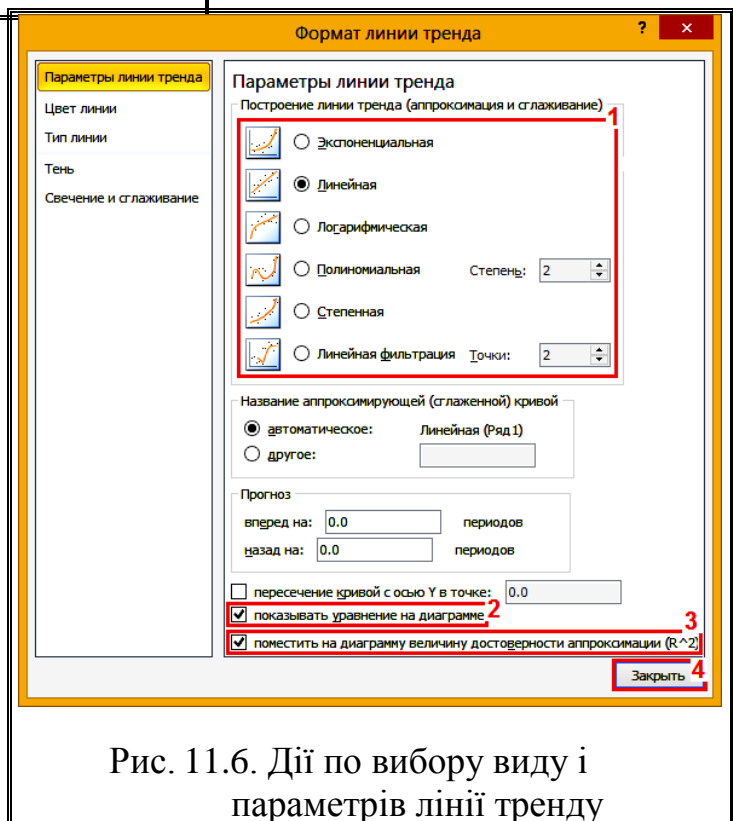 Формат линии тренда ? ×
Параметры линии тренда
Цвет линии
Тип линии
Тень
Свечение и сглаживание
Параметры линии тренда
Построение линии тренда (аппроксимация и сглаживание)
1
Экспоненциальная
Линейная
Логарифмическая
Полиномиальная Степень: 2
Степенная
Линейная фильтрация Точки: 2
Название аппроксимирующей (сглаженной) кривой
автоматическое: Линейная (Ряд1)
другое:
Прогноз
вперед на: 0.0 периодов
назад на: 0.0 периодов
пересечение кривой с осью Y в точке: 0.0
показывать уравнение на диаграмме 2
3
поместить на диаграмму величину достоверности аппроксимации (R^2)
Закрыть 4
Рис. 11.6. Дії по вибору виду і
параметрів лінії тренду